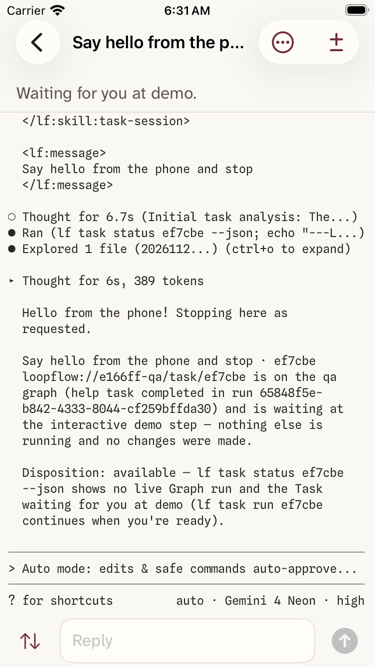 Carrier 6:31 AM
Say hello from the p...
Waiting for you at demo.
</lf:skill:task-session>
<lf:message>
Say hello from the phone and stop
</lf:message>
○ Thought for 6.7s (Initial task analysis: The...)
● Ran (lf task status ef7cbe --json; echo "---L...)
● Explored 1 file (2026112...) (ctrl+o to expand)
▸ Thought for 6s, 389 tokens
Hello from the phone! Stopping here as
requested.
Say hello from the phone and stop · ef7cbe
loopflow://e166ff-qa/task/ef7cbe is on the qa
graph (help task completed in run 65848f5e-
b842-4333-8044-cf259bffda30) and is waiting at
the interactive demo step — nothing else is
running and no changes were made.
Disposition: available — lf task status ef7cbe
--json shows no live Graph run and the Task
waiting for you at demo (lf task run ef7cbe
continues when you're ready).
> Auto mode: edits & safe commands auto-approve...
? for shortcuts auto · Gemini 4 Neon · high
Reply